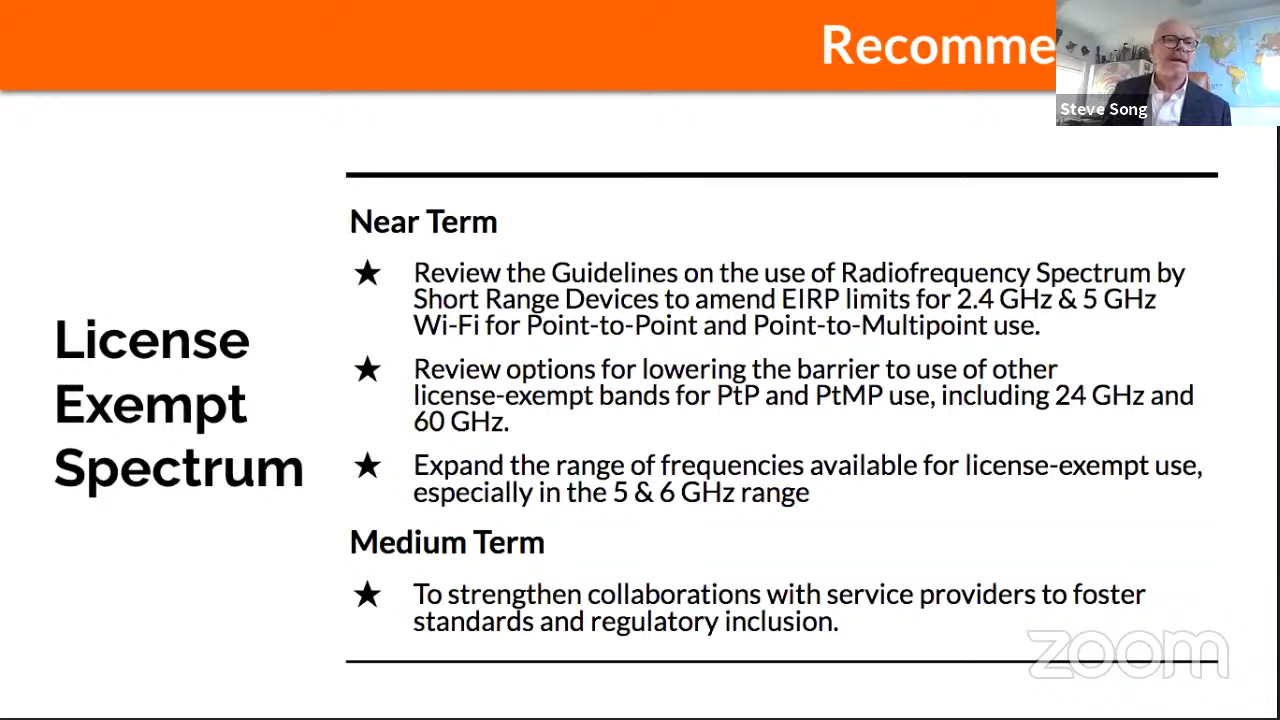 Recomme
Steve Song
License
Exempt
Spectrum
Near Term
★ Review the Guidelines on the use of Radiofrequency Spectrum by
Short Range Devices to amend EIRP limits for 2.4 GHz & 5 GHz
Wi-Fi for Point-to-Point and Point-to-Multipoint use.
★ Review options for lowering the barrier to use of other
license-exempt bands for PtP and PtMP use, including 24 GHz and
60 GHz.
★ Expand the range of frequencies available for license-exempt use,
especially in the 5 & 6 GHz range
Medium Term
★ To strengthen collaborations with service providers to foster
standards and regulatory inclusion.
zoom